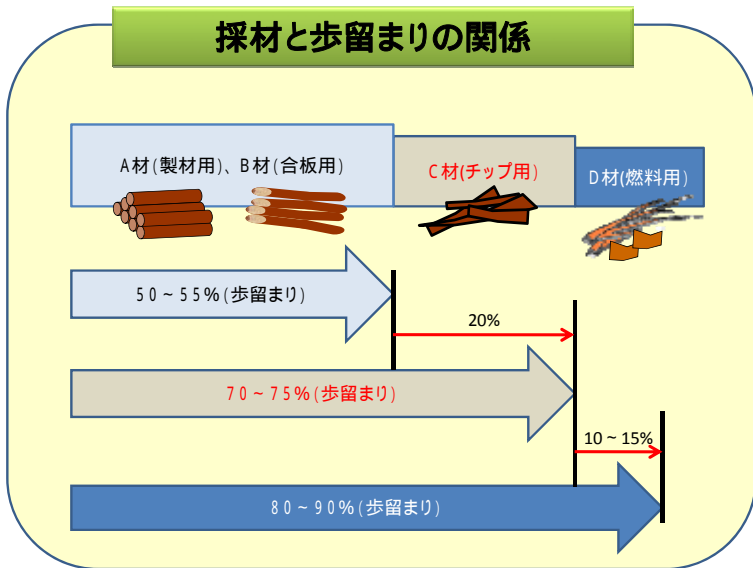 採材と歩留まりの関係
A材(製材用)、B材(合板用)
C材(チップ用)
D材(燃料用)
50~55%(歩留まり)
20%
70~75%(歩留まり)
10~15%
80~90%(歩留まり)